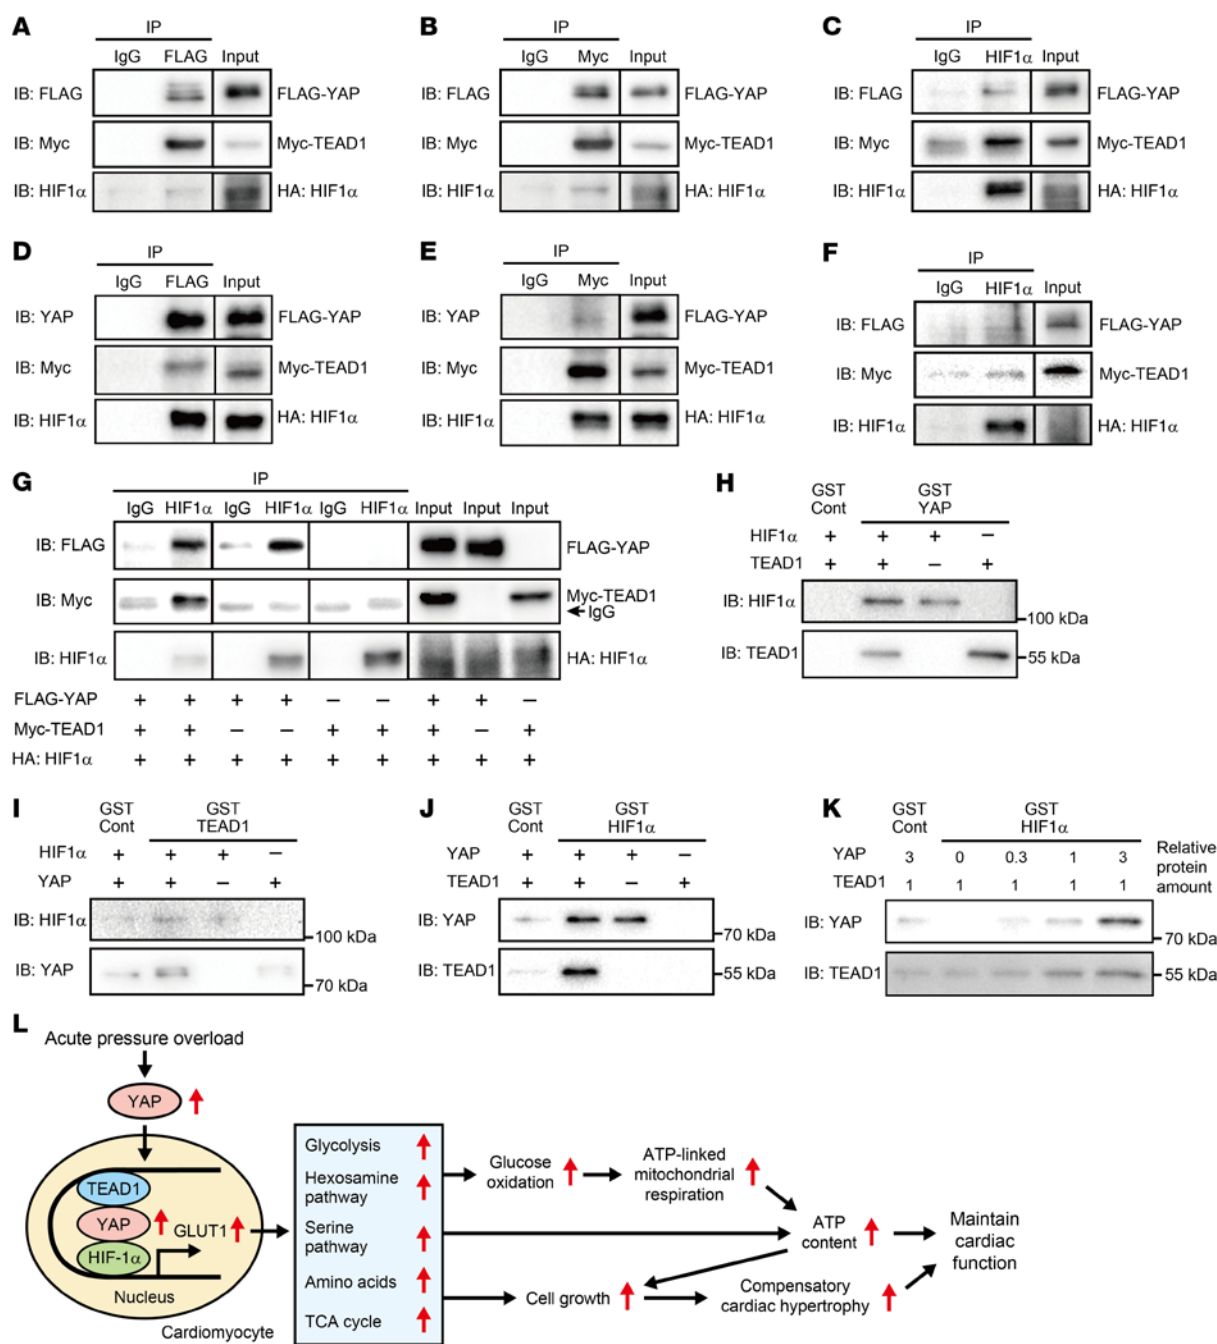 A
IP
IgG FLAG Input
IB: FLAG FLAG-YAP
IB: Myc Myc-TEAD1
IB: HIF1α HA: HIF1α
B
IP
IgG Myc Input
IB: FLAG FLAG-YAP
IB: Myc Myc-TEAD1
IB: HIF1α HA: HIF1α
C
IP
IgG HIF1α Input
IB: FLAG FLAG-YAP
IB: Myc Myc-TEAD1
IB: HIF1α HA: HIF1α
D
IP
IgG FLAG Input
IB: YAP FLAG-YAP
IB: Myc Myc-TEAD1
IB: HIF1α HA: HIF1α
E
IP
IgG Myc Input
IB: YAP FLAG-YAP
IB: Myc Myc-TEAD1
IB: HIF1α HA: HIF1α
F
IP
IgG HIF1α Input
IB: FLAG FLAG-YAP
IB: Myc Myc-TEAD1
IB: HIF1α HA: HIF1α
G
IP
IgG HIF1α IgG HIF1α IgG HIF1α Input Input Input
IB: FLAG FLAG-YAP
IB: Myc Myc-TEAD1
IgG
IB: HIF1α HA: HIF1α
FLAG-YAP + + + + − − + + −
Myc-TEAD1 + + − − + + + − +
HA: HIF1α + + + + + + + + +
H
GST GST
Cont YAP
HIF1α + + + −
TEAD1 + + − +
IB: HIF1α
100 kDa
IB: TEAD1 55 kDa
I
GST GST
Cont TEAD1
HIF1α + + + −
YAP + + − +
IB: HIF1α
100 kDa
IB: YAP
70 kDa
J
GST GST
Cont HIF1α
YAP + + + −
TEAD1 + + − +
IB: YAP
70 kDa
IB: TEAD1 55 kDa
K
GST GST
Cont HIF1α
YAP 3 0 0.3 1 3
TEAD1 1 1 1 1 1
Relative
protein
amount
IB: YAP
70 kDa
IB: TEAD1 55 kDa
L
Acute pressure overload
YAP
TEAD1
YAP
GLUT1
HIF-1α
Nucleus
Cardiomyocyte
Glycolysis
Hexosamine
pathway
Serine
pathway
Amino acids
TCA cycle
Glucose
oxidation
ATP-linked
mitochondrial
respiration
ATP
content
Cell growth
Compensatory
cardiac hypertrophy
Maintain
cardiac
function